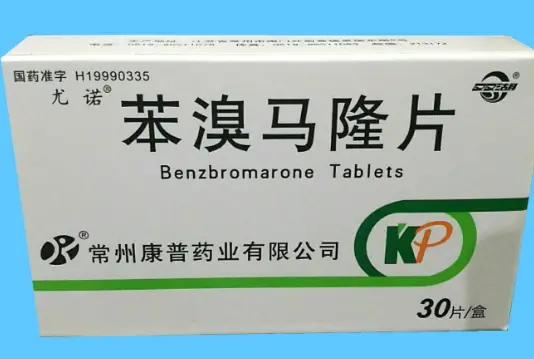 国药准字 H19990335
尤诺®
苯溴马隆片
Benzbromarone Tablets
®常州康普药业有限公司
KP
30片/盒